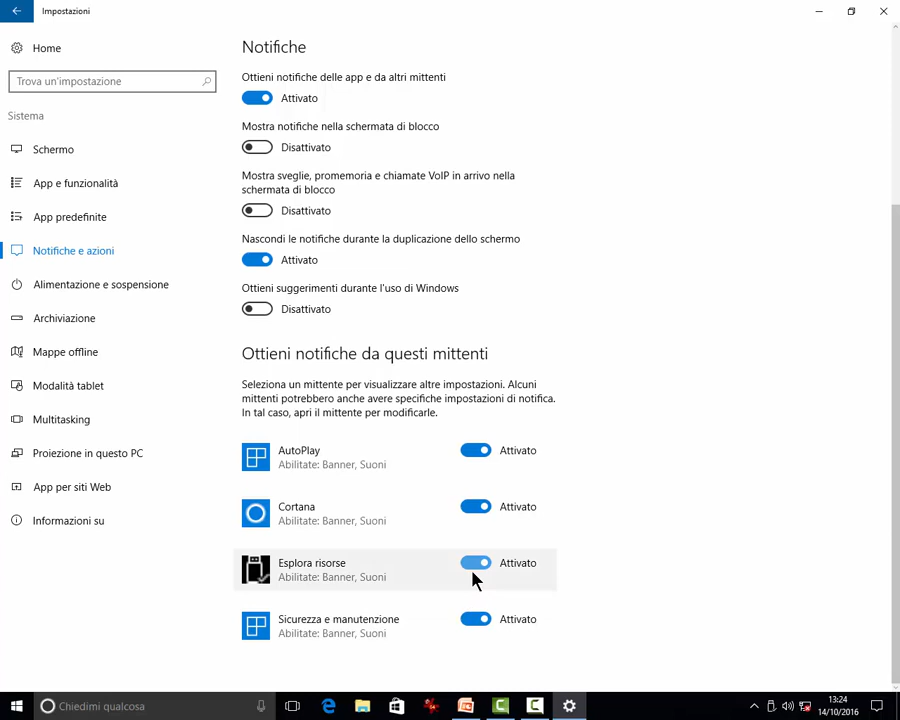 Impostazioni
Home
Trova un'impostazione
Sistema
Schermo
App e funzionalità
App predefinite
Notifiche e azioni
Alimentazione e sospensione
Archiviazione
Mappe offline
Modalità tablet
Multitasking
Proiezione in questo PC
App per siti Web
Informazioni su
Notifiche
Ottieni notifiche delle app e da altri mittenti
Attivato
Mostra notifiche nella schermata di blocco
Disattivato
Mostra sveglie, promemoria e chiamate VoIP in arrivo nella
schermata di blocco
Disattivato
Nascondi le notifiche durante la duplicazione dello schermo
Attivato
Ottieni suggerimenti durante l'uso di Windows
Disattivato
Ottieni notifiche da questi mittenti
Seleziona un mittente per visualizzare altre impostazioni. Alcuni
mittenti potrebbero anche avere specifiche impostazioni di notifica.
In tal caso, apri il mittente per modificarle.
AutoPlay
Abilitate: Banner, Suoni
Attivato
Cortana
Abilitate: Banner, Suoni
Attivato
Esplora risorse
Abilitate: Banner, Suoni
Attivato
Sicurezza e manutenzione
Abilitate: Banner, Suoni
Attivato
Chiedimi qualcosa
13:24
14/10/2016